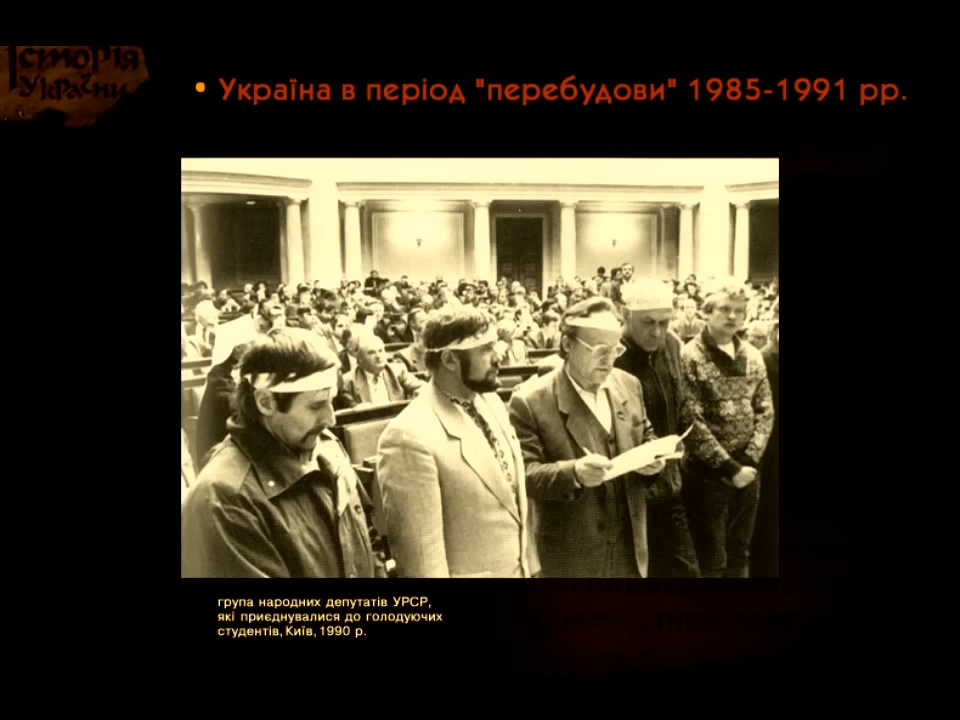 Історія
України
• Україна в період "перебудови" 1985-1991 рр.
група народних депутатів УРСР,
які приєднувалися до голодуючих
студентів, Київ, 1990 р.